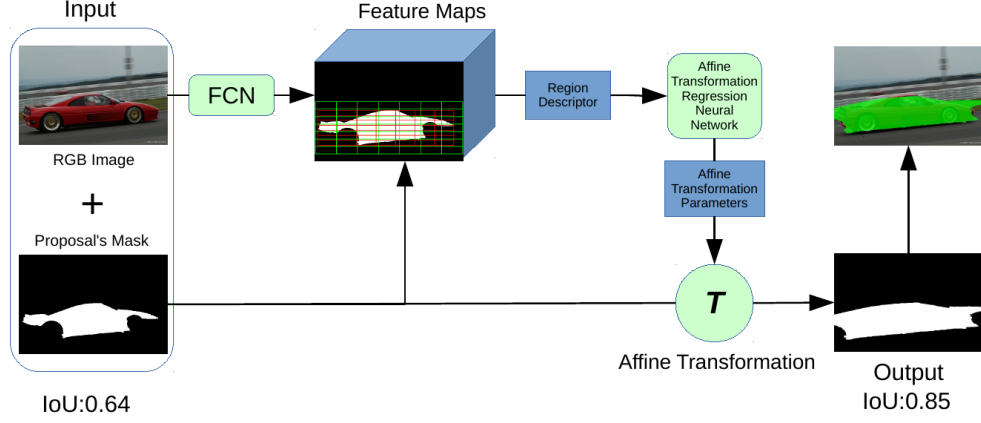 Input
RGB Image
+
Proposal's Mask
IoU:0.64
FCN
Feature Maps
Region
Descriptor
Affine
Transformation
Regression
Neural
Network
Affine
Transformation
Parameters
T
Affine Transformation
Output
IoU:0.85